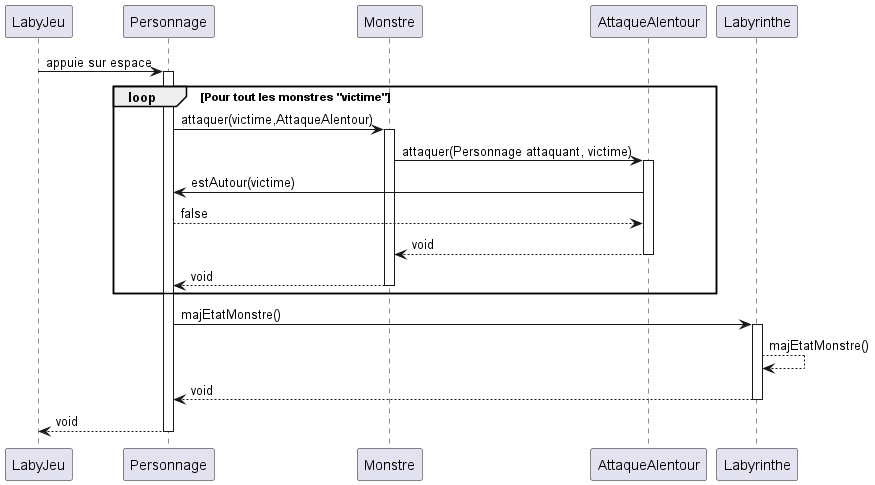 LabyJeu Personnage Monstre AttaqueAlentour Labyrinthe
appuie sur espace
loop [Pour tout les monstres "victime"]
attaquer(victime,AttaqueAlentour)
attaquer(Personnage attaquant, victime)
estAutour(victime)
false
void
void
majEtatMonstre()
majEtatMonstre()
void
void
LabyJeu Personnage Monstre AttaqueAlentour Labyrinthe